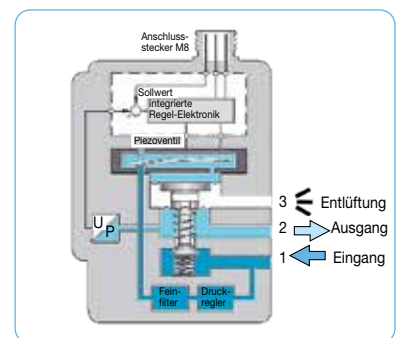 Anschluss-
stecker M8
Sollwert
integrierte
Regel-Elektronik
Piezoventil
3 Entlüftung
2 Ausgang
1 Eingang
U
P
Fein-
filter
Druck-
regler